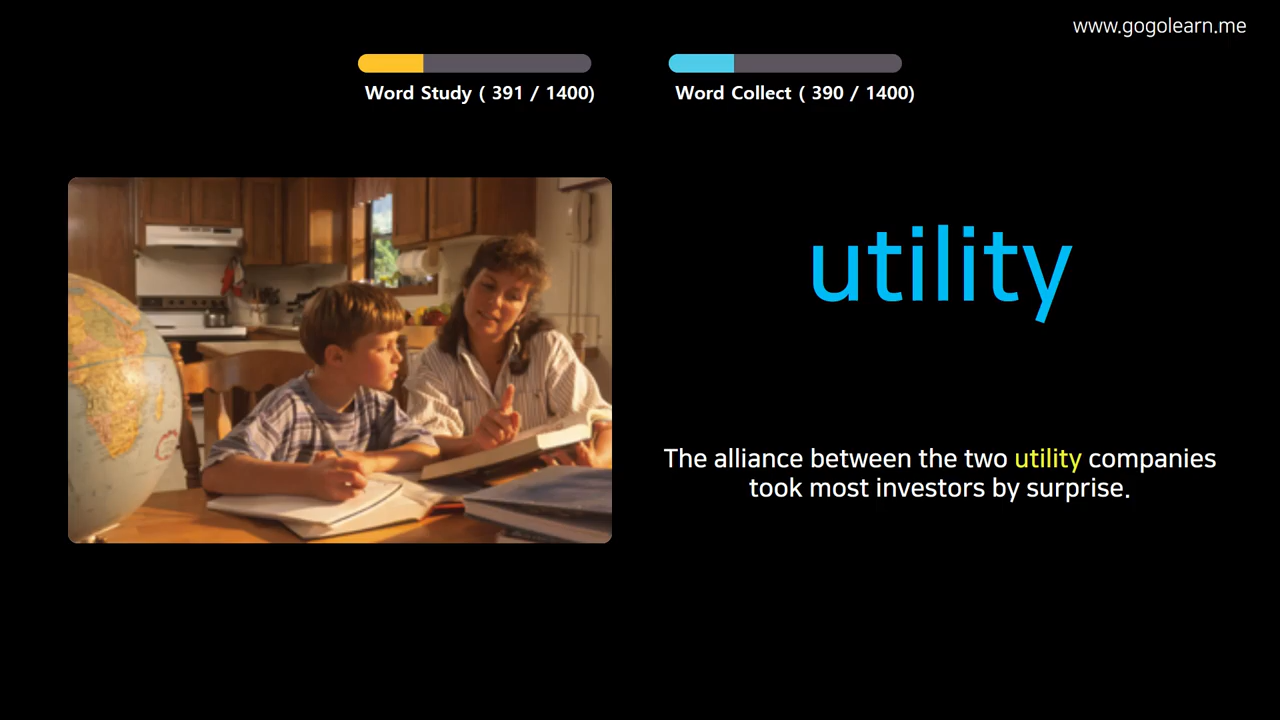 www.gogolearn.me
Word Study ( 391 / 1400)
Word Collect ( 390 / 1400)
utility
The alliance between the two utility companies
took most investors by surprise.